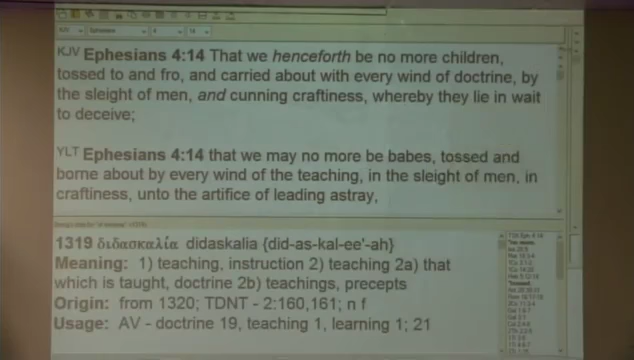 KJV Ephesians 4:14 That we henceforth be no more children,
tossed to and fro, and carried about with every wind of doctrine, by
the sleight of men, and cunning craftiness, whereby they lie in wait
to deceive;
YLT Ephesians 4:14 that we may no more be babes, tossed and
borne about by every wind of the teaching, in the sleight of men, in
craftiness, unto the artifice of leading astray,
1319 διδασκαλία didaskalia {did-as-kal-ee'-ah}
Meaning: 1) teaching, instruction 2) teaching 2a) that
which is taught, doctrine 2b) teachings, precepts
Origin: from 1320; TDNT - 2:160,161; n f
Usage: AV - doctrine 19, teaching 1, learning 1; 21